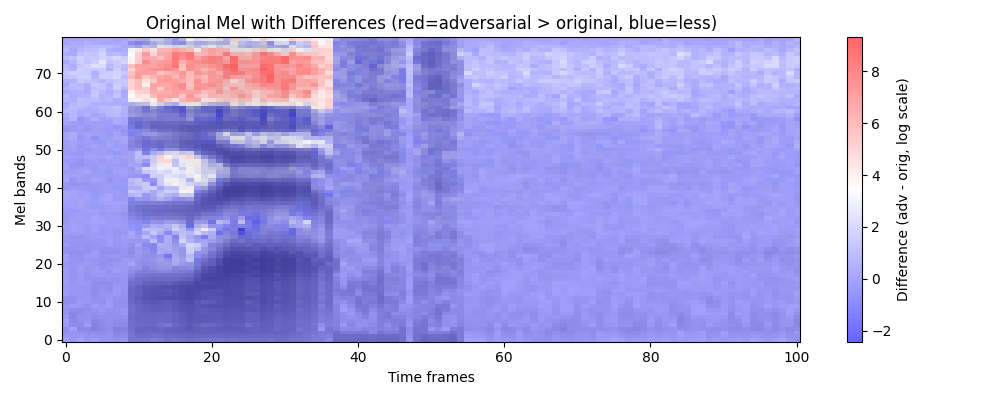 Original Mel with Differences (red=adversarial > original, blue=less)
70
60
50
40
30
20
10
0
Mel bands
0 20 40 60 80 100
Time frames
8
6
4
2
0
−2
Difference (adv - orig, log scale)